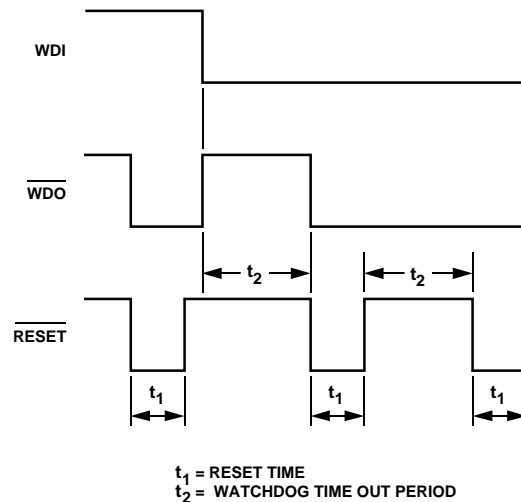 WDI
WDO
t2
t2
RESET
t1
t1
t1
t1 = RESET TIME
t2 = WATCHDOG TIME OUT PERIOD